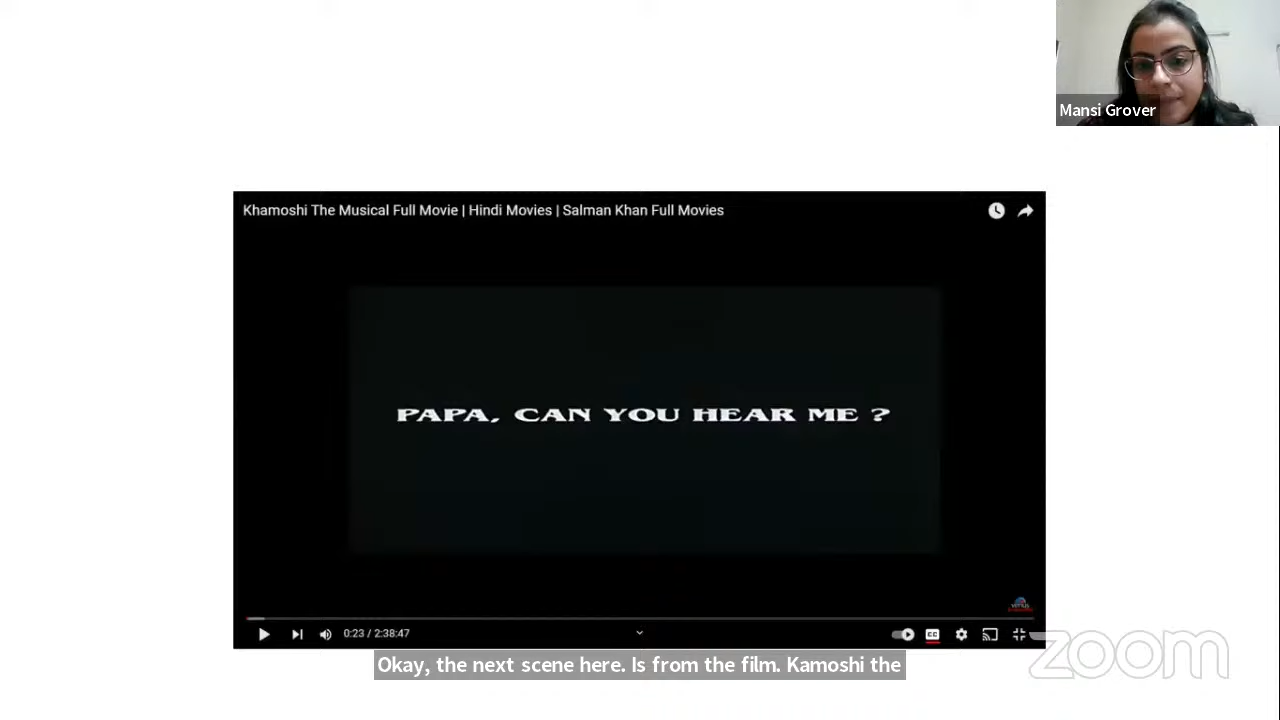 Mansi Grover
Khamoshi The Musical Full Movie | Hindi Movies | Salman Khan Full Movies
PAPA, CAN YOU HEAR ME ?
0:23 / 2:38:47
CC
Okay, the next scene here. Is from the film. Kamoshi the
zoom